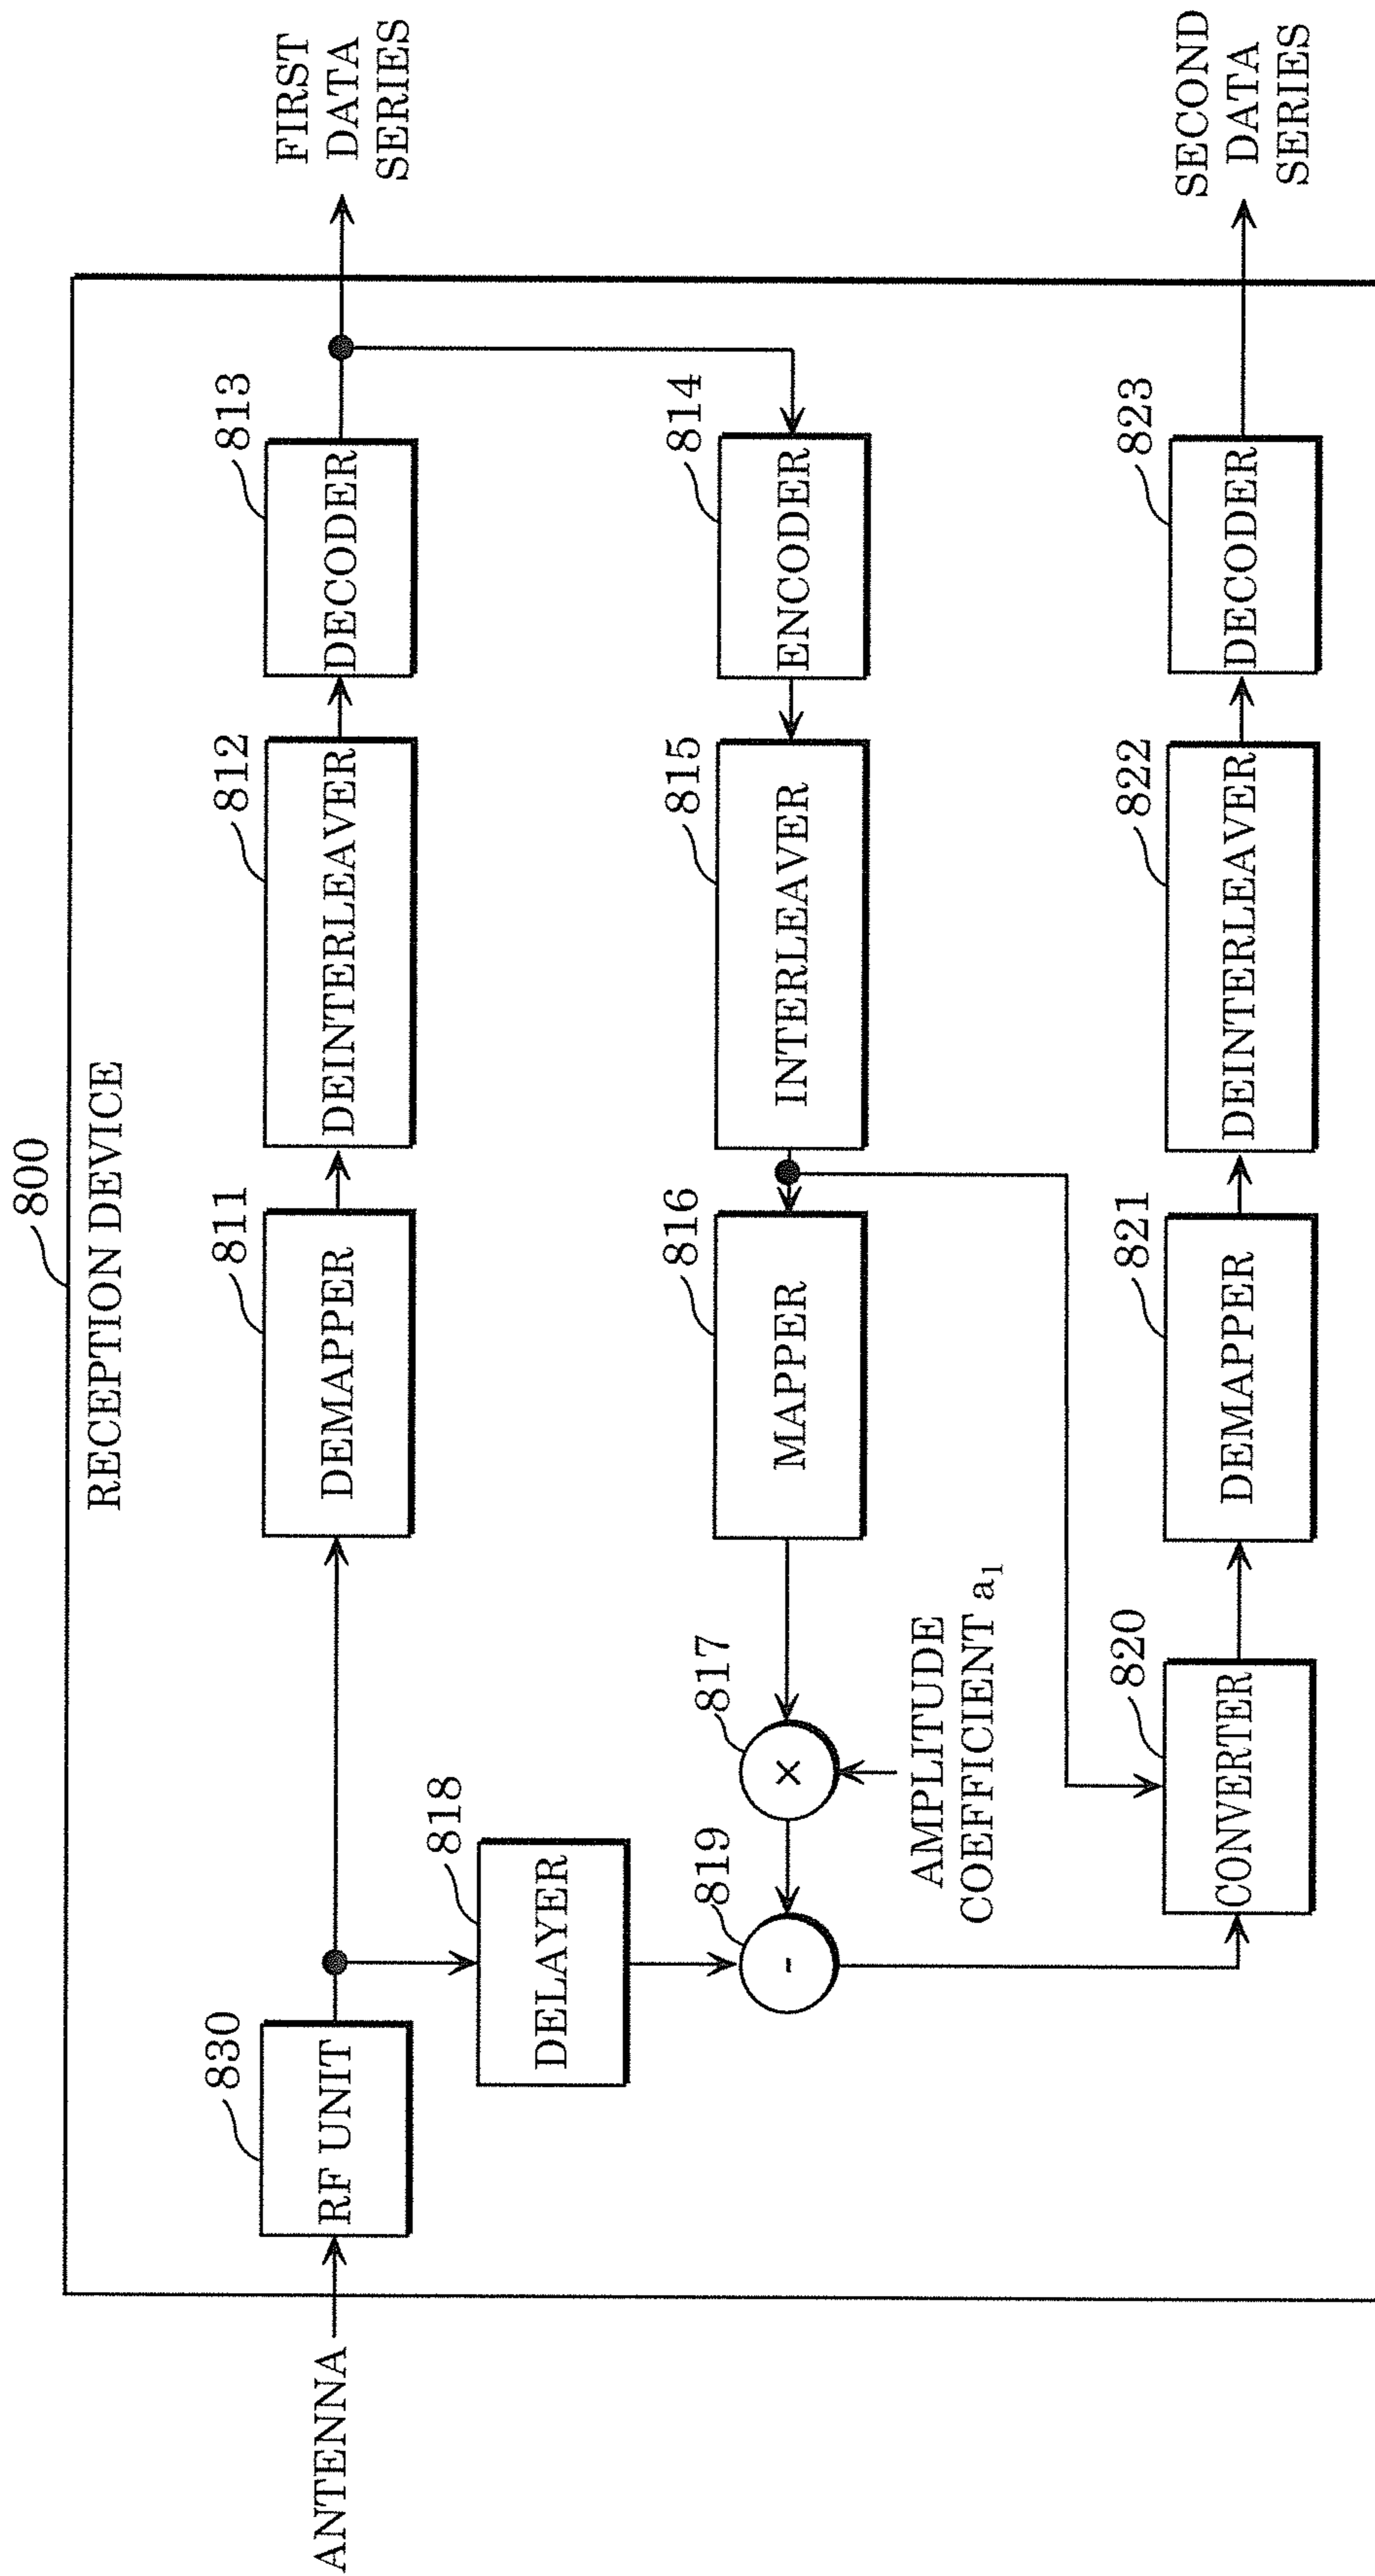 800
RECEPTION DEVICE
ANTENNA
830
RF UNIT
811
DEMAPPER
812
DEINTERLEAVER
813
DECODER
FIRST
DATA
SERIES
818
DELAYER
819
-
817
×
AMPLITUDE
COEFFICIENT a₁
816
MAPPER
815
INTERLEAVER
814
ENCODER
820
CONVERTER
821
DEMAPPER
822
DEINTERLEAVER
823
DECODER
SECOND
DATA
SERIES